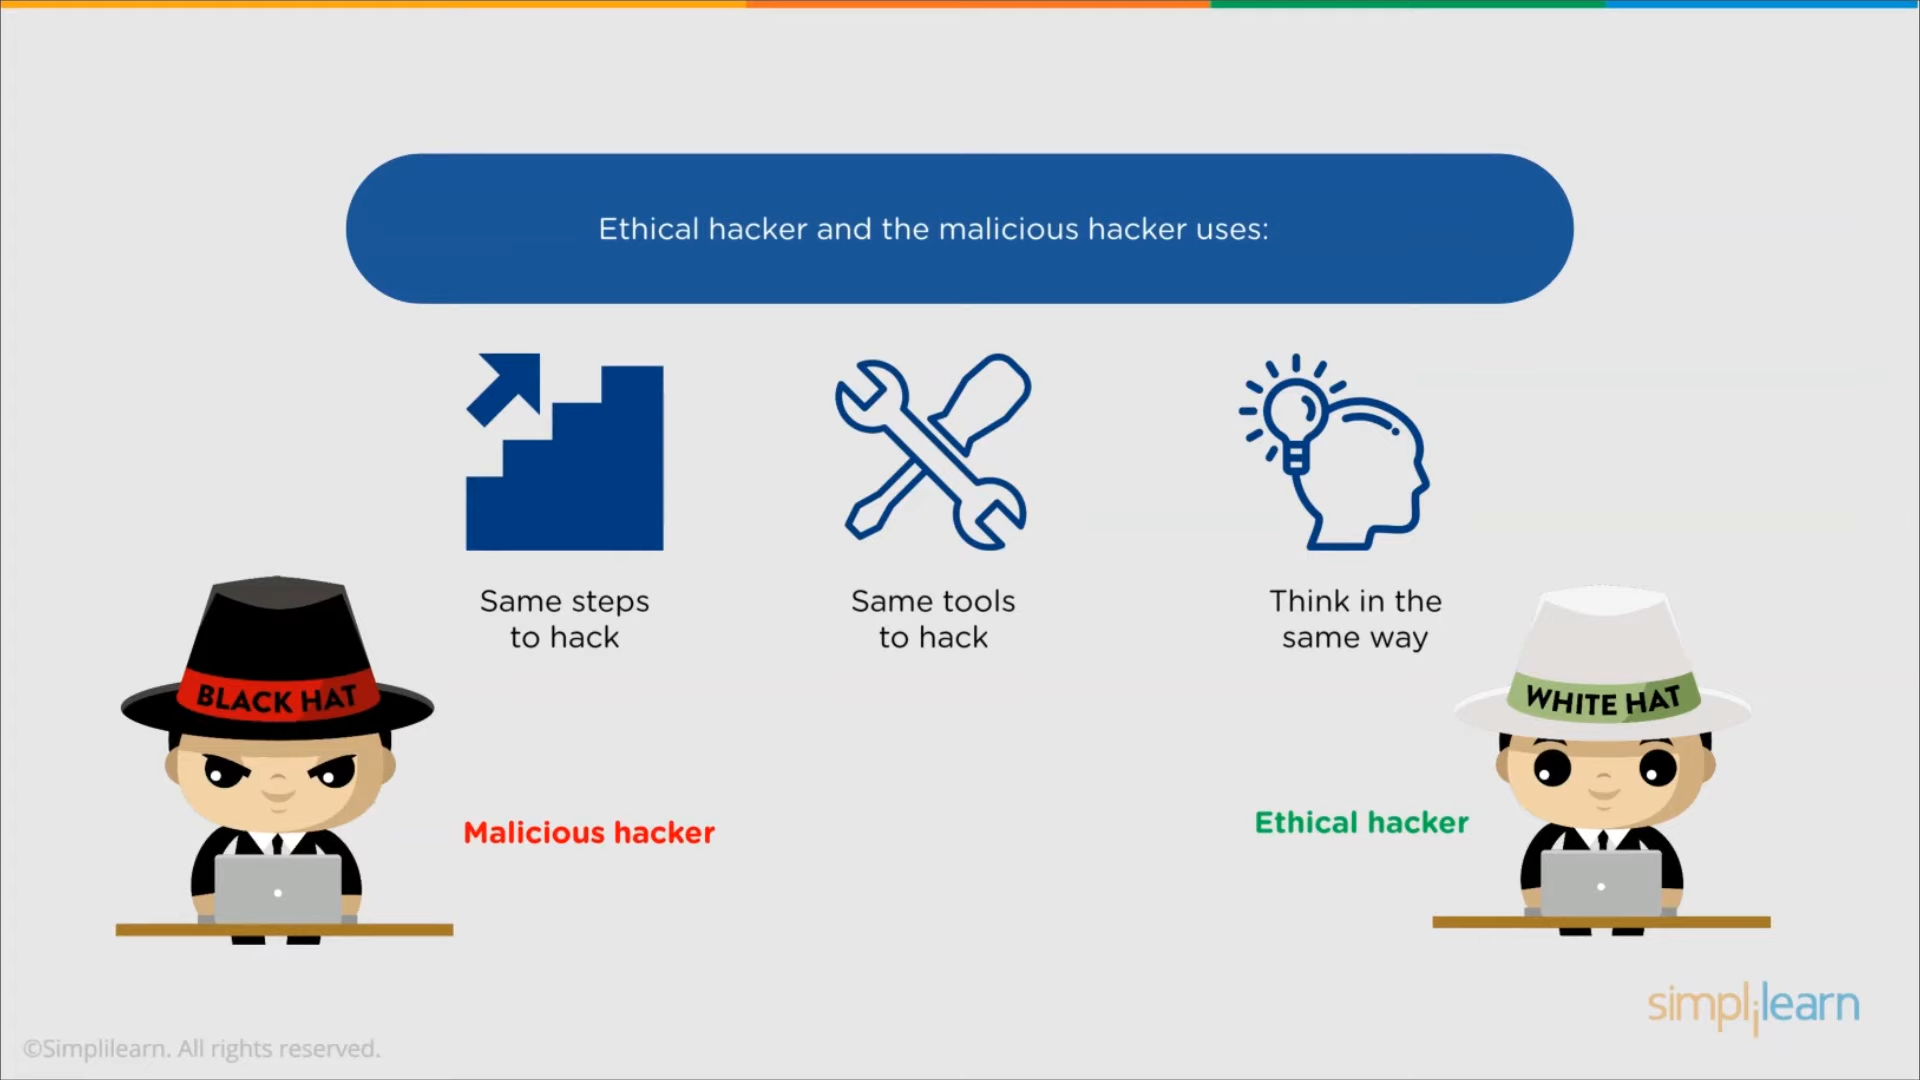 Ethical hacker and the malicious hacker uses:
Same steps
to hack
Same tools
to hack
Think in the
same way
BLACK HAT
WHITE HAT
Malicious hacker
Ethical hacker
simplilearn
©Simplilearn. All rights reserved.